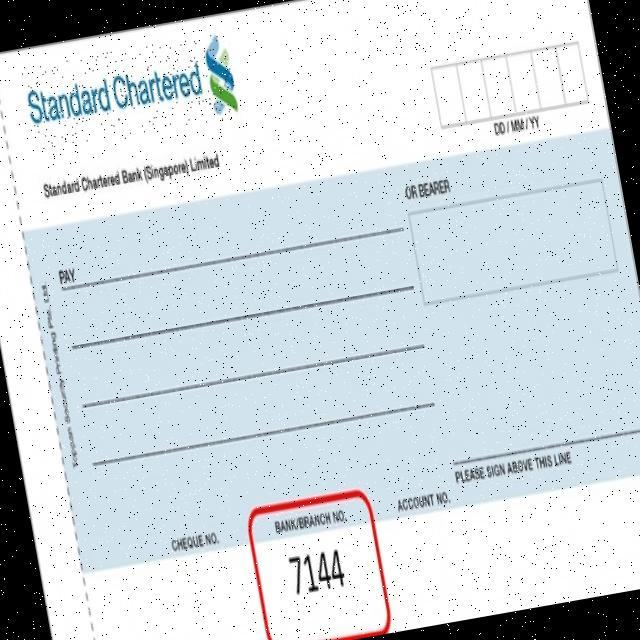 Standard Chartered
DD / MM / YY
Standard Chartered Bank (Singapore) Limited
OR BEARER
PAY
PLEASE SIGN ABOVE THIS LINE
CHEQUE NO.
BANK/BRANCH NO.
ACCOUNT NO.
7144